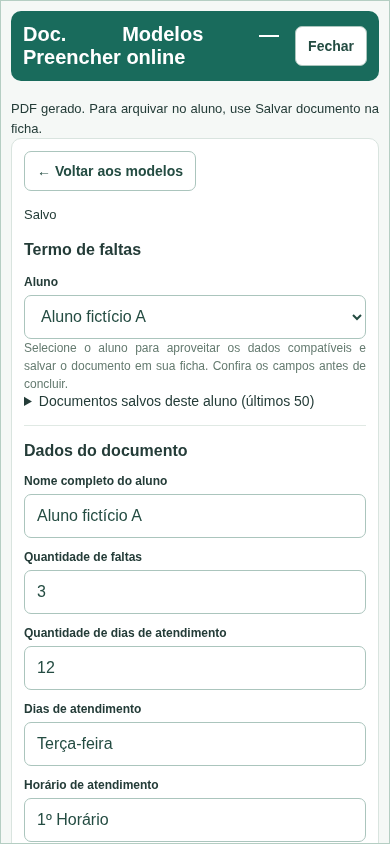 Doc. Modelos —
Preencher online
Fechar
PDF gerado. Para arquivar no aluno, use Salvar documento na
ficha.
← Voltar aos modelos
Salvo
Termo de faltas
Aluno
Aluno fictício A
Selecione o aluno para aproveitar os dados compatíveis e
salvar o documento em sua ficha. Confira os campos antes de
concluir.
Documentos salvos deste aluno (últimos 50)
Dados do documento
Nome completo do aluno
Aluno fictício A
Quantidade de faltas
3
Quantidade de dias de atendimento
12
Dias de atendimento
Terça-feira
Horário de atendimento
1º Horário